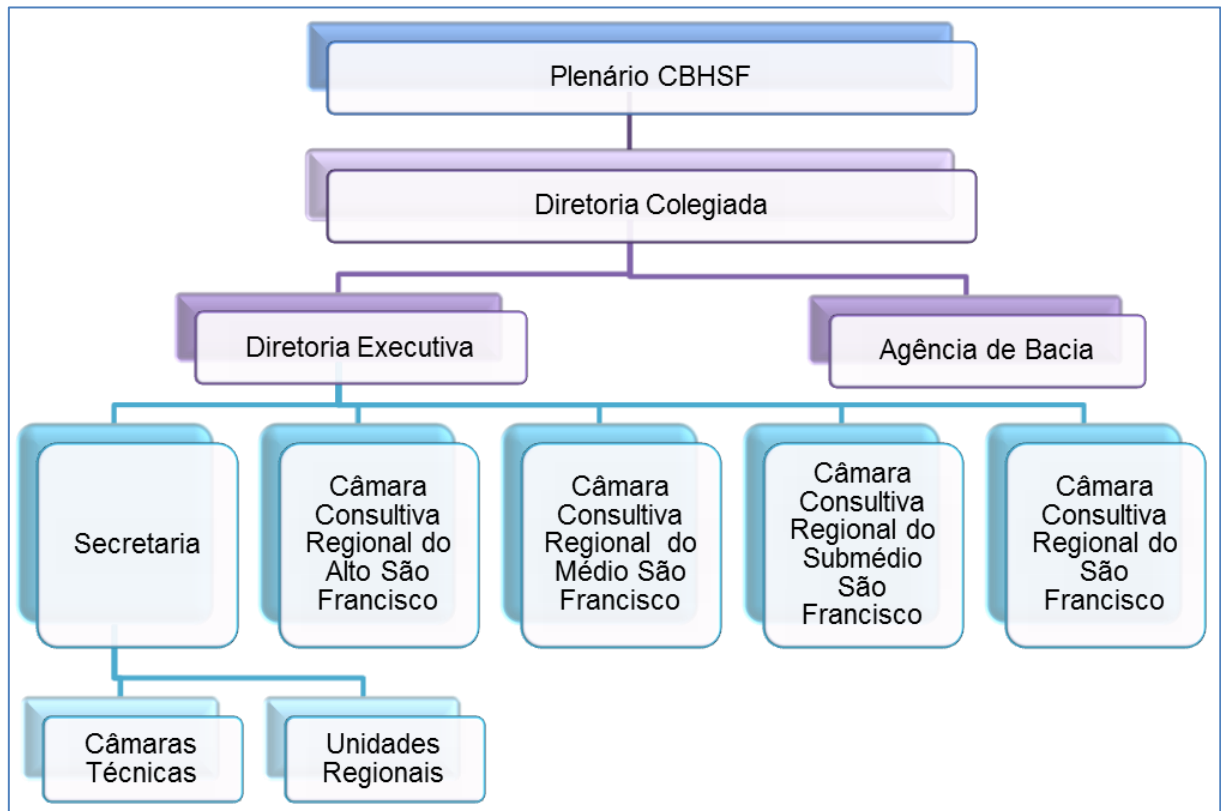 Plenário CBHSF
Diretoria Colegiada
Diretoria Executiva
Agência de Bacia
Secretaria
Câmara
Consultiva
Regional do
Alto São
Francisco
Câmara
Consultiva
Regional do
Médio São
Francisco
Câmara
Consultiva
Regional do
Submédio
São
Francisco
Câmara
Consultiva
Regional do
São
Francisco
Câmaras
Técnicas
Unidades
Regionais